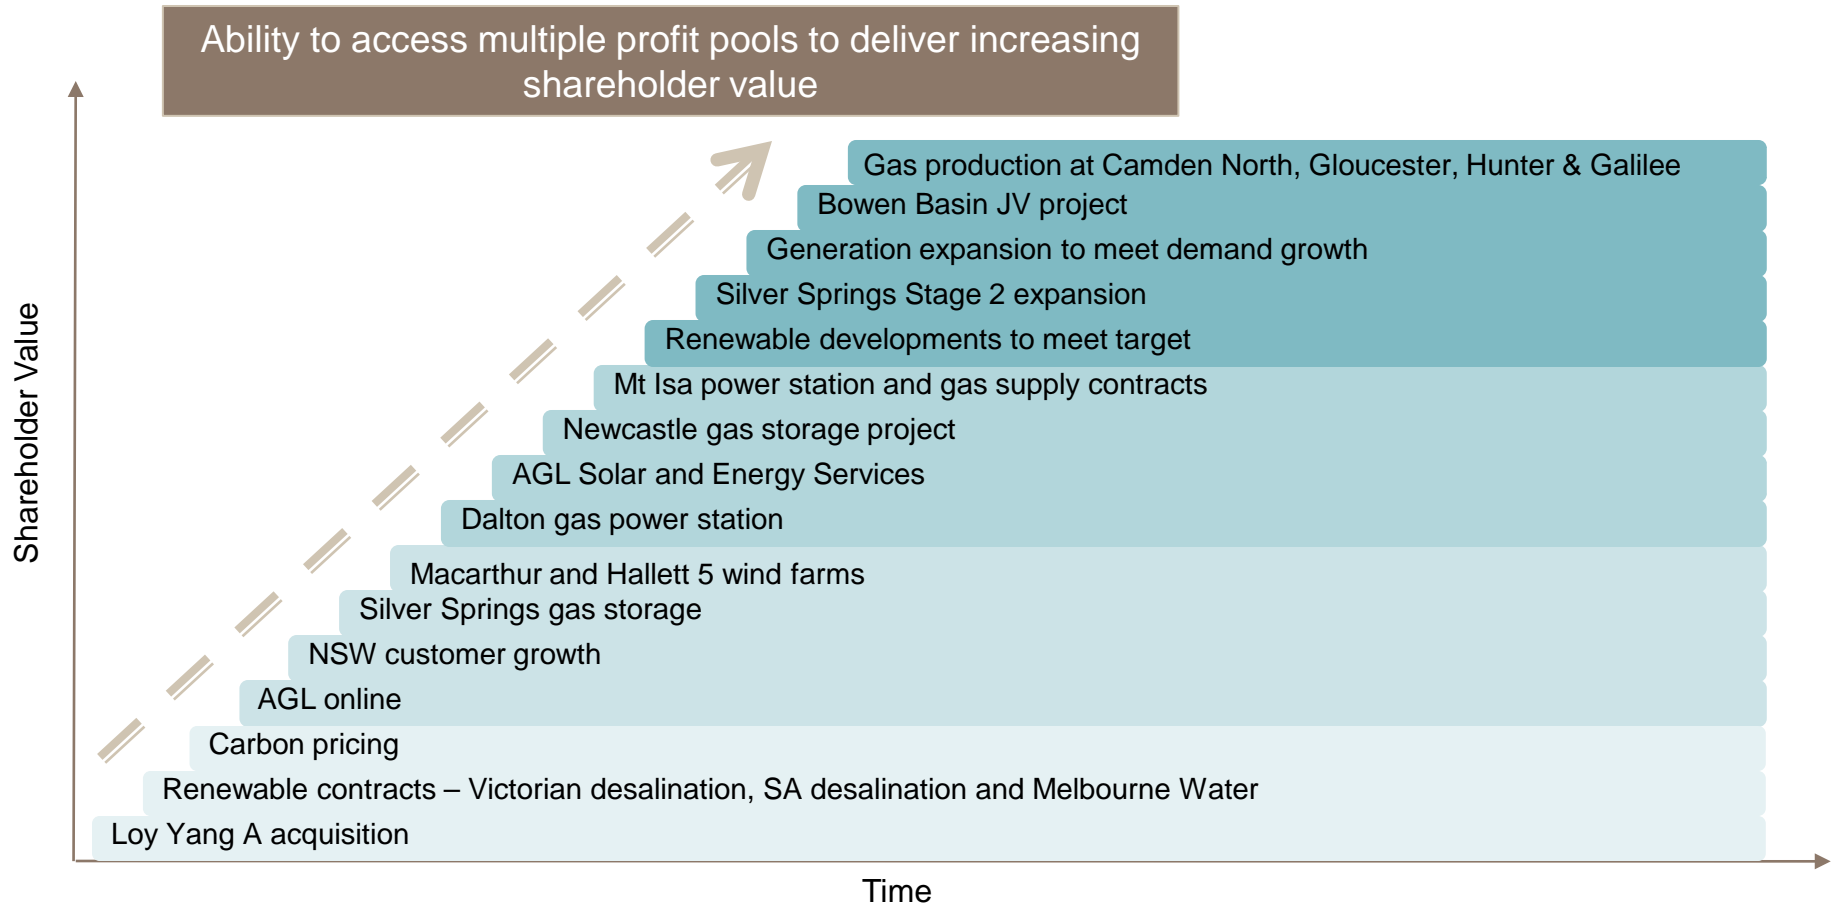 Ability to access multiple profit pools to deliver increasing
shareholder value
Shareholder Value
Gas production at Camden North, Gloucester, Hunter & Galilee
Bowen Basin JV project
Generation expansion to meet demand growth
Silver Springs Stage 2 expansion
Renewable developments to meet target
Mt Isa power station and gas supply contracts
Newcastle gas storage project
AGL Solar and Energy Services
Dalton gas power station
Macarthur and Hallett 5 wind farms
Silver Springs gas storage
NSW customer growth
AGL online
Carbon pricing
Renewable contracts – Victorian desalination, SA desalination and Melbourne Water
Loy Yang A acquisition
Time